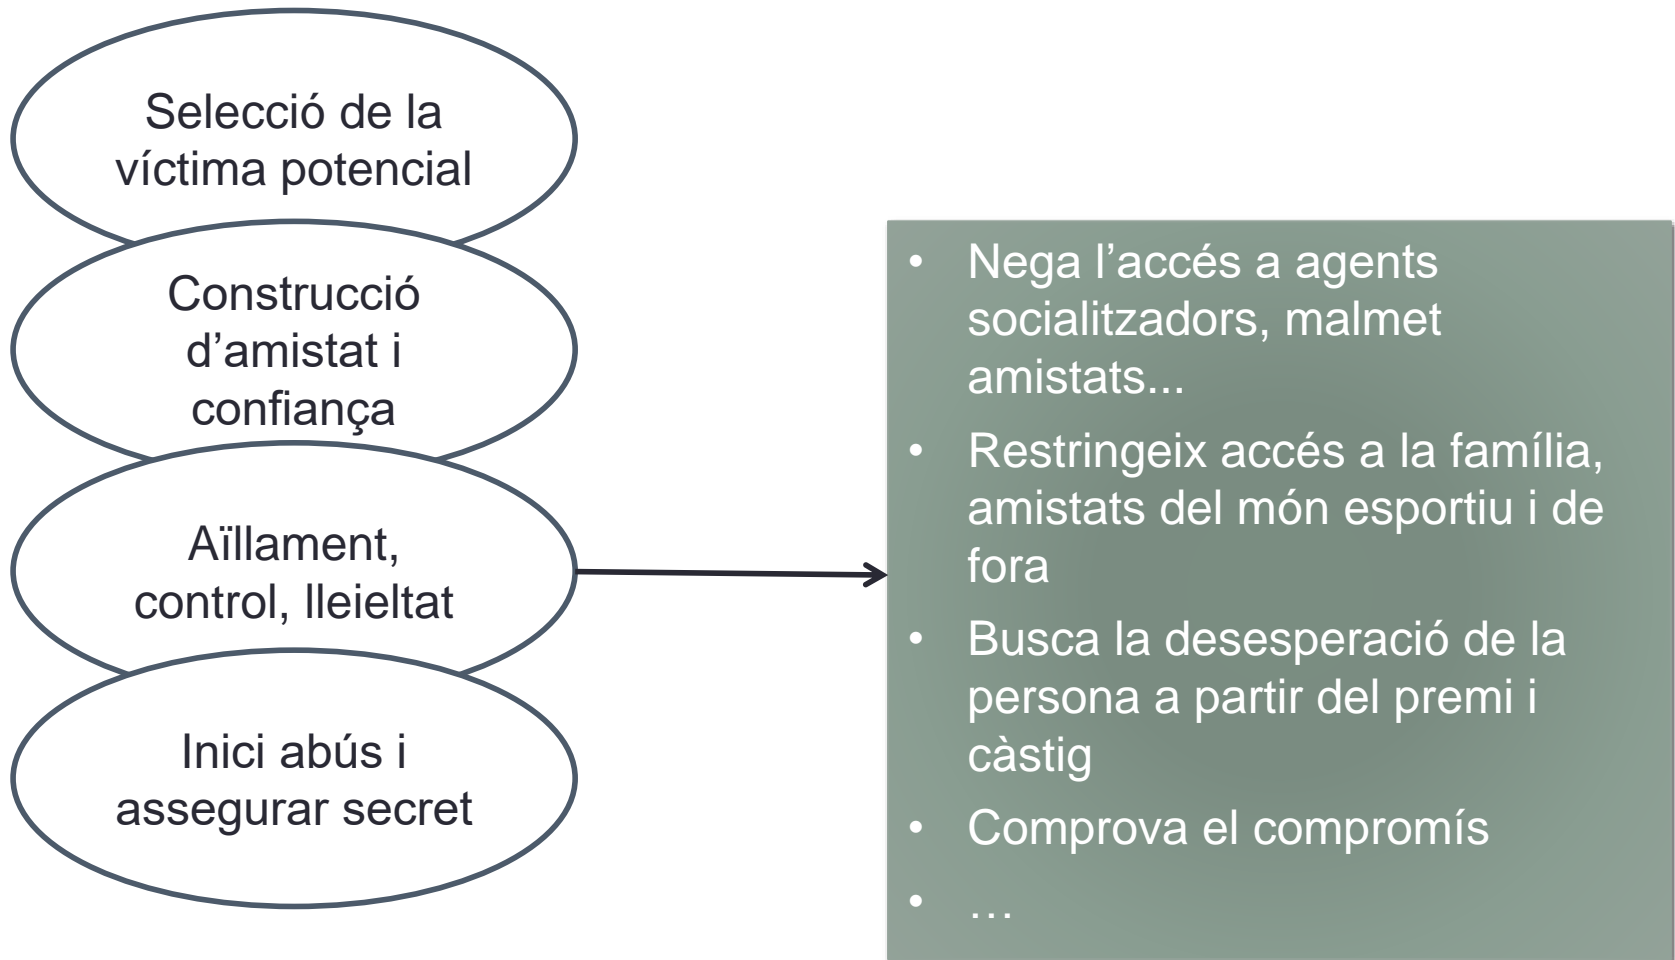 Selecció de la
víctima potencial
Construcció
d’amistat i
confiança
Aïllament,
control, lleieltat
Inici abús i
assegurar secret
• Nega l’accés a agents
socialitzadors, malmet
amistats...
• Restringeix accés a la família,
amistats del món esportiu i de
fora
• Busca la desesperació de la
persona a partir del premi i
càstig
• Comprova el compromís
• …